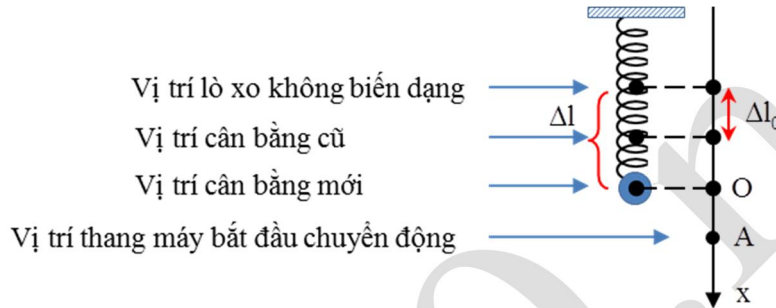 Vị trí lò xo không biến dạng
Δl
Δl₀
Vị trí cân bằng cũ
Vị trí cân bằng mới
O
Vị trí thang máy bắt đầu chuyển động
A
x